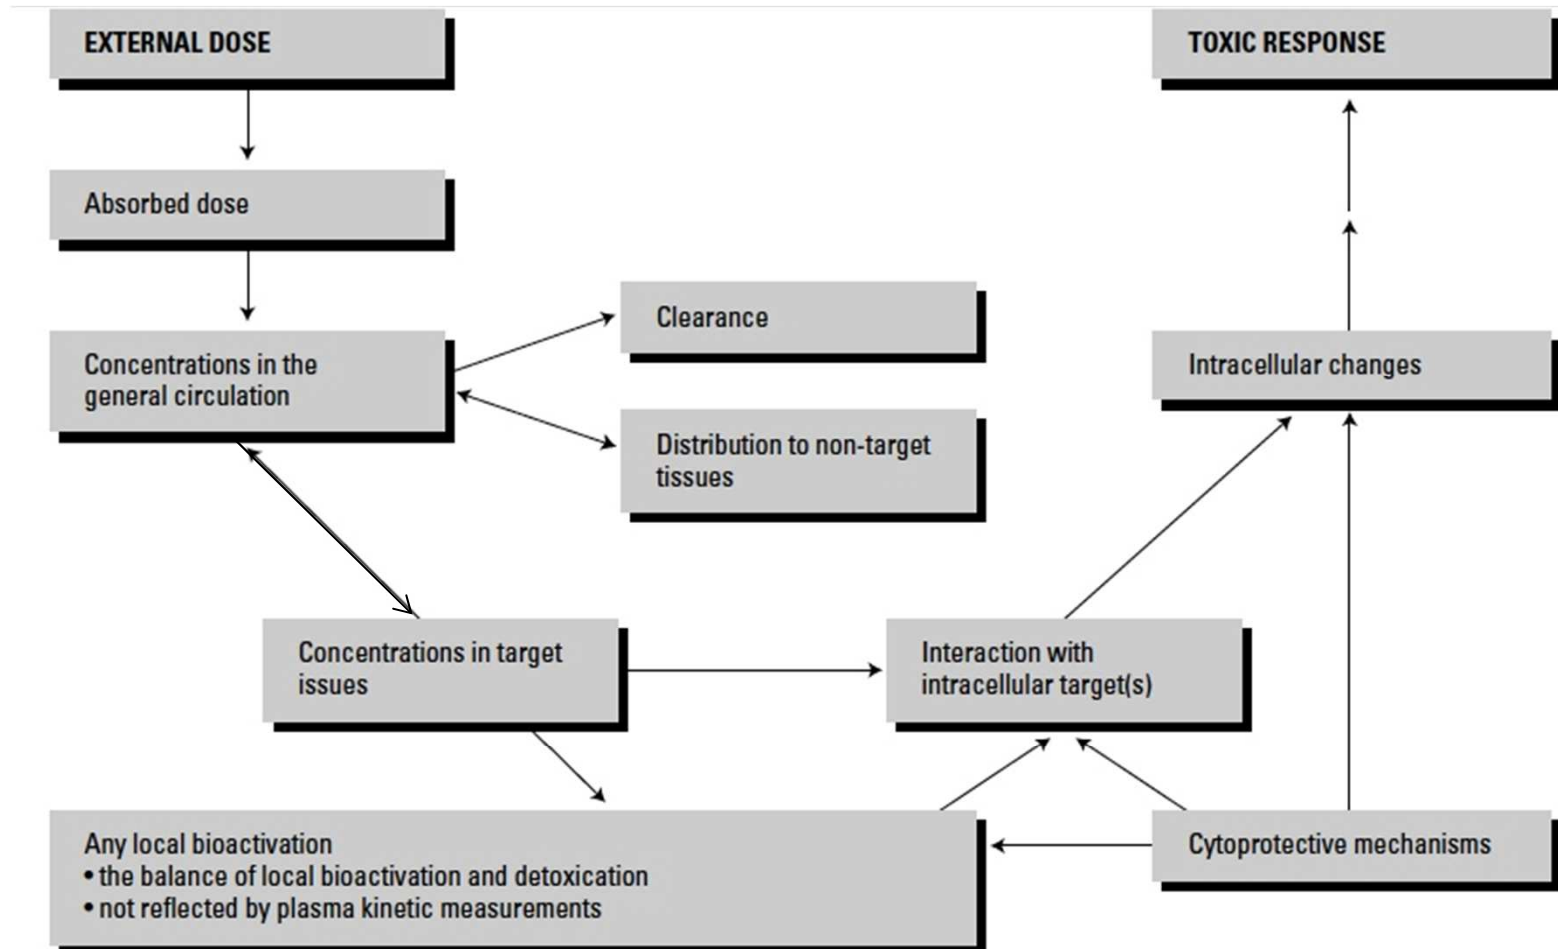 EXTERNAL DOSE
TOXIC RESPONSE
Absorbed dose
Clearance
Concentrations in the
general circulation
Intracellular changes
Distribution to non-target
tissues
Concentrations in target
issues
Interaction with
intracellular target(s)
Any local bioactivation
• the balance of local bioactivation and detoxication
• not reflected by plasma kinetic measurements
Cytoprotective mechanisms